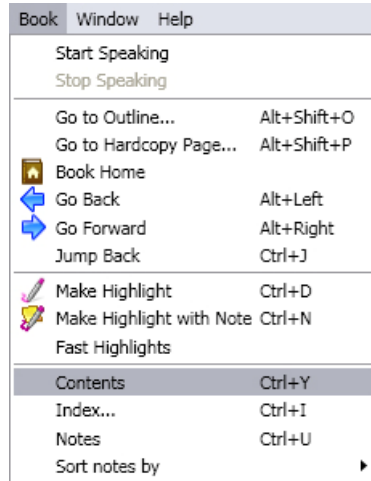 Book Window Help
Start Speaking
Stop Speaking
Go to Outline... Alt+Shift+O
Go to Hardcopy Page... Alt+Shift+P
Book Home
Go Back Alt+Left
Go Forward Alt+Right
Jump Back Ctrl+J
Make Highlight Ctrl+D
Make Highlight with Note Ctrl+N
Fast Highlights
Contents Ctrl+Y
Index... Ctrl+I
Notes Ctrl+U
Sort notes by